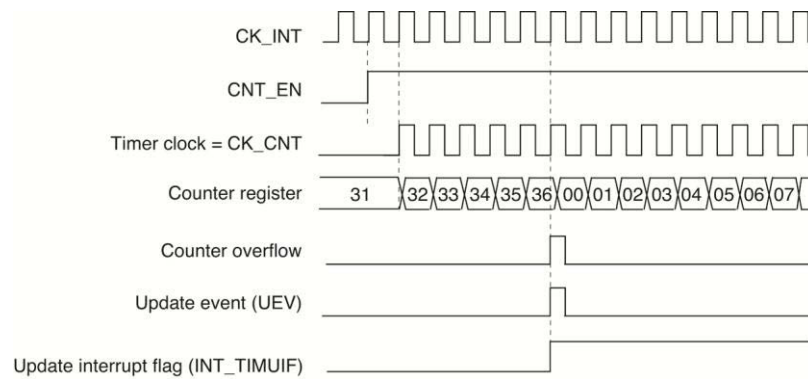 CK_INT
CNT_EN
Timer clock = CK_CNT
Counter register 31 32 33 34 35 36 00 01 02 03 04 05 06 07
Counter overflow
Update event (UEV)
Update interrupt flag (INT_TIMUIF)